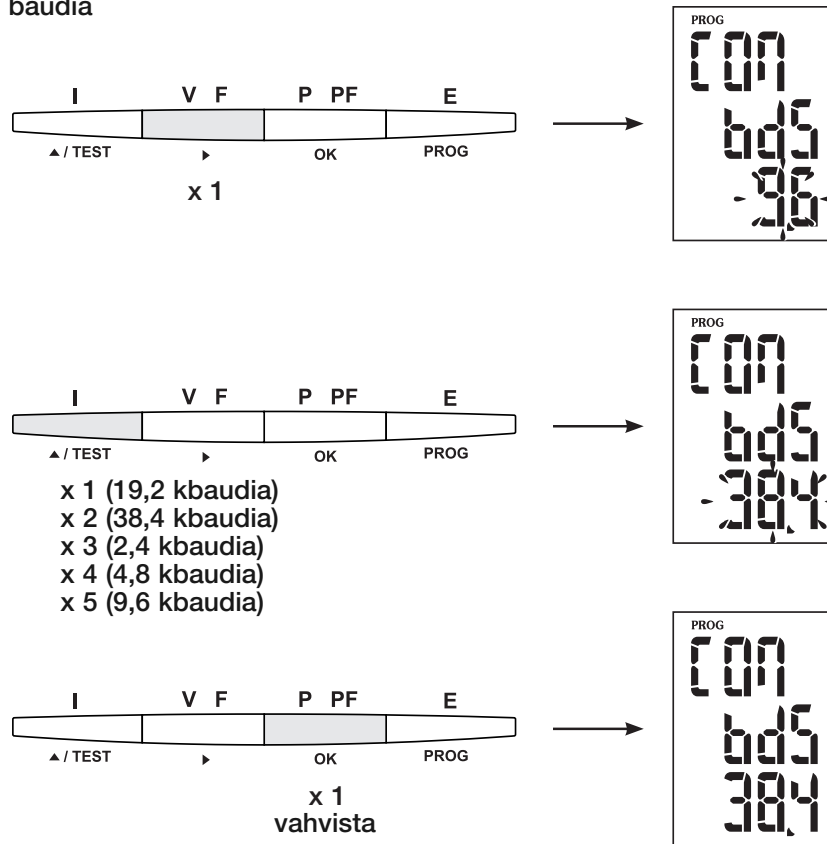 baudia
PROG
COM
bdS
96
I V F P PF E
▲ / TEST ▶ OK PROG
x 1
PROG
COM
bdS
38.4
I V F P PF E
▲ / TEST ▶ OK PROG
x 1 (19,2 kbaudia)
x 2 (38,4 kbaudia)
x 3 (2,4 kbaudia)
x 4 (4,8 kbaudia)
x 5 (9,6 kbaudia)
PROG
COM
bdS
38.4
I V F P PF E
▲ / TEST ▶ OK PROG
x 1
vahvista